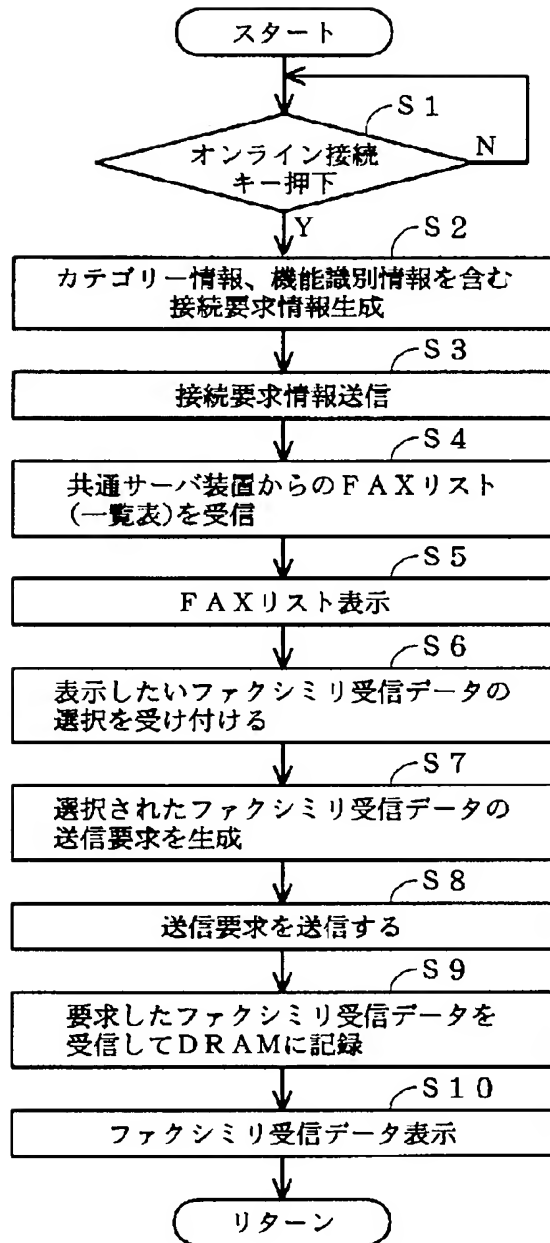 スタート
S1
オンライン接続
キー押下
N
Y
S2
カテゴリー情報、機能識別情報を含む
接続要求情報生成
S3
接続要求情報送信
S4
共通サーバ装置からのFAXリスト
(一覧表)を受信
S5
FAXリスト表示
S6
表示したいファクシミリ受信データの
選択を受け付ける
S7
選択されたファクシミリ受信データの
送信要求を生成
S8
送信要求を送信する
S9
要求したファクシミリ受信データを
受信してDRAMに記録
S10
ファクシミリ受信データ表示
リターン